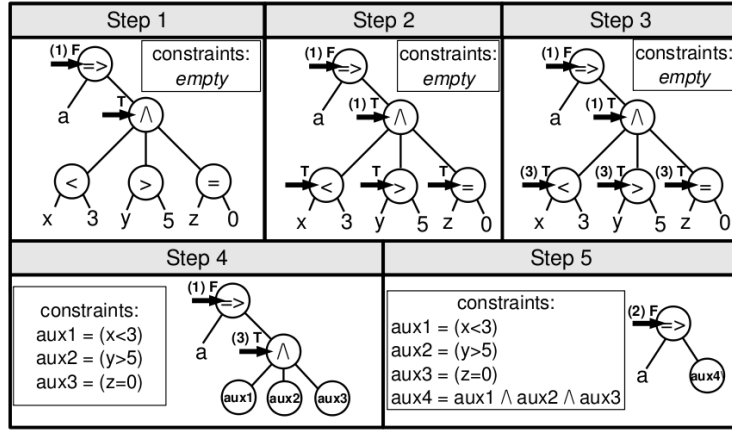 Step 1
Step 2
Step 3
(1) F
=>
constraints:
empty
a
T
/\
<
>
=
x
3
y
5
z
0
(1) F
=>
constraints:
empty
a
(1) T
/\
T
<
T
>
T
=
x
3
y
5
z
0
(1) F
=>
constraints:
empty
a
(1) T
/\
(3) T
<
(3) T
>
(3) T
=
x
3
y
5
z
0
Step 4
Step 5
constraints:
aux1 = (x<3)
aux2 = (y>5)
aux3 = (z=0)
(1) F
=>
a
(3) T
/\
aux1
aux2
aux3
constraints:
aux1 = (x<3)
aux2 = (y>5)
aux3 = (z=0)
aux4 = aux1 /\ aux2 /\ aux3
(2) F
=>
a
aux4